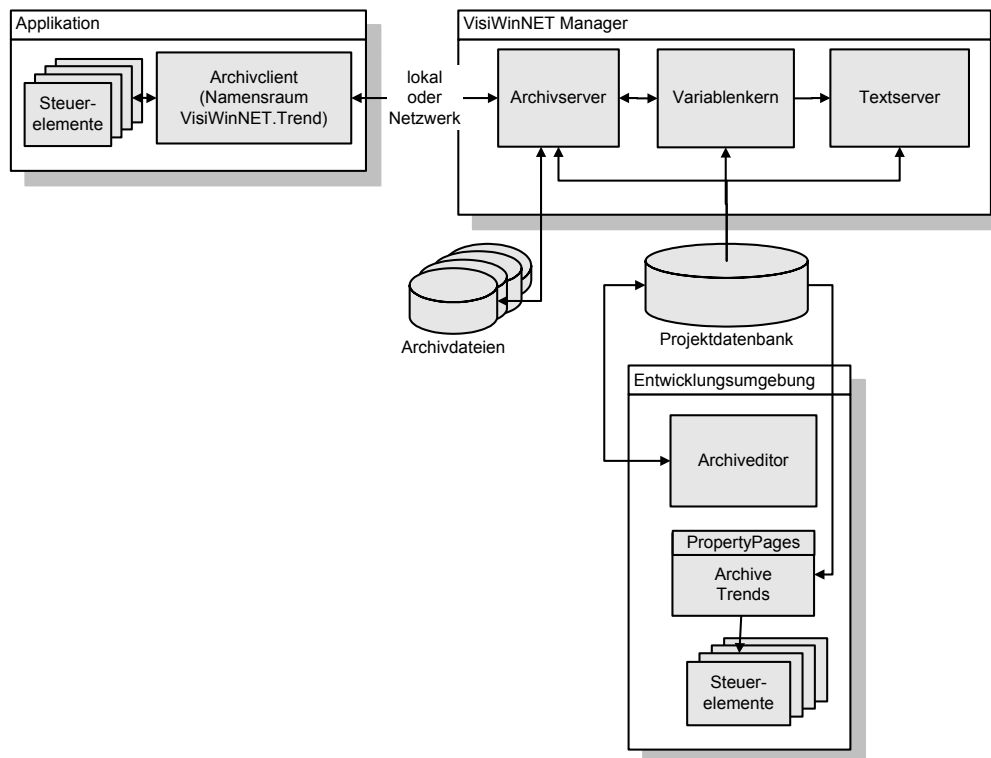 Applikation
Steuer-
elemente
Archivclient
(Namensraum
VisiWinNET.Trend)
lokal
oder
Netzwerk
VisiWinNET Manager
Archivserver
Variablenkern
Textserver
Archivdateien
Projektdatenbank
Entwicklungsumgebung
Archiveditor
PropertyPages
Archive
Trends
Steuer-
elemente